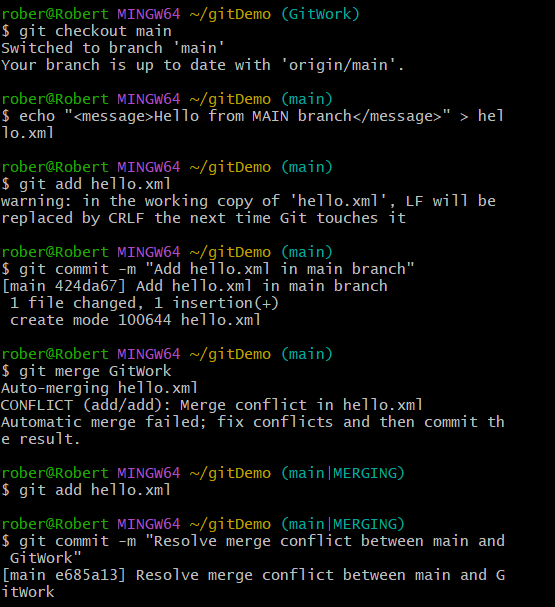 rober@Robert MINGW64 ~/gitDemo (GitWork)
$ git checkout main
Switched to branch 'main'
Your branch is up to date with 'origin/main'.
rober@Robert MINGW64 ~/gitDemo (main)
$ echo "<message>Hello from MAIN branch</message>" > hel
lo.xml
rober@Robert MINGW64 ~/gitDemo (main)
$ git add hello.xml
warning: in the working copy of 'hello.xml', LF will be
replaced by CRLF the next time Git touches it
rober@Robert MINGW64 ~/gitDemo (main)
$ git commit -m "Add hello.xml in main branch"
[main 424da67] Add hello.xml in main branch
 1 file changed, 1 insertion(+)
 create mode 100644 hello.xml
rober@Robert MINGW64 ~/gitDemo (main)
$ git merge GitWork
Auto-merging hello.xml
CONFLICT (add/add): Merge conflict in hello.xml
Automatic merge failed; fix conflicts and then commit th
e result.
rober@Robert MINGW64 ~/gitDemo (main|MERGING)
$ git add hello.xml
rober@Robert MINGW64 ~/gitDemo (main|MERGING)
$ git commit -m "Resolve merge conflict between main and
 GitWork"
[main e685a13] Resolve merge conflict between main and G
itWork